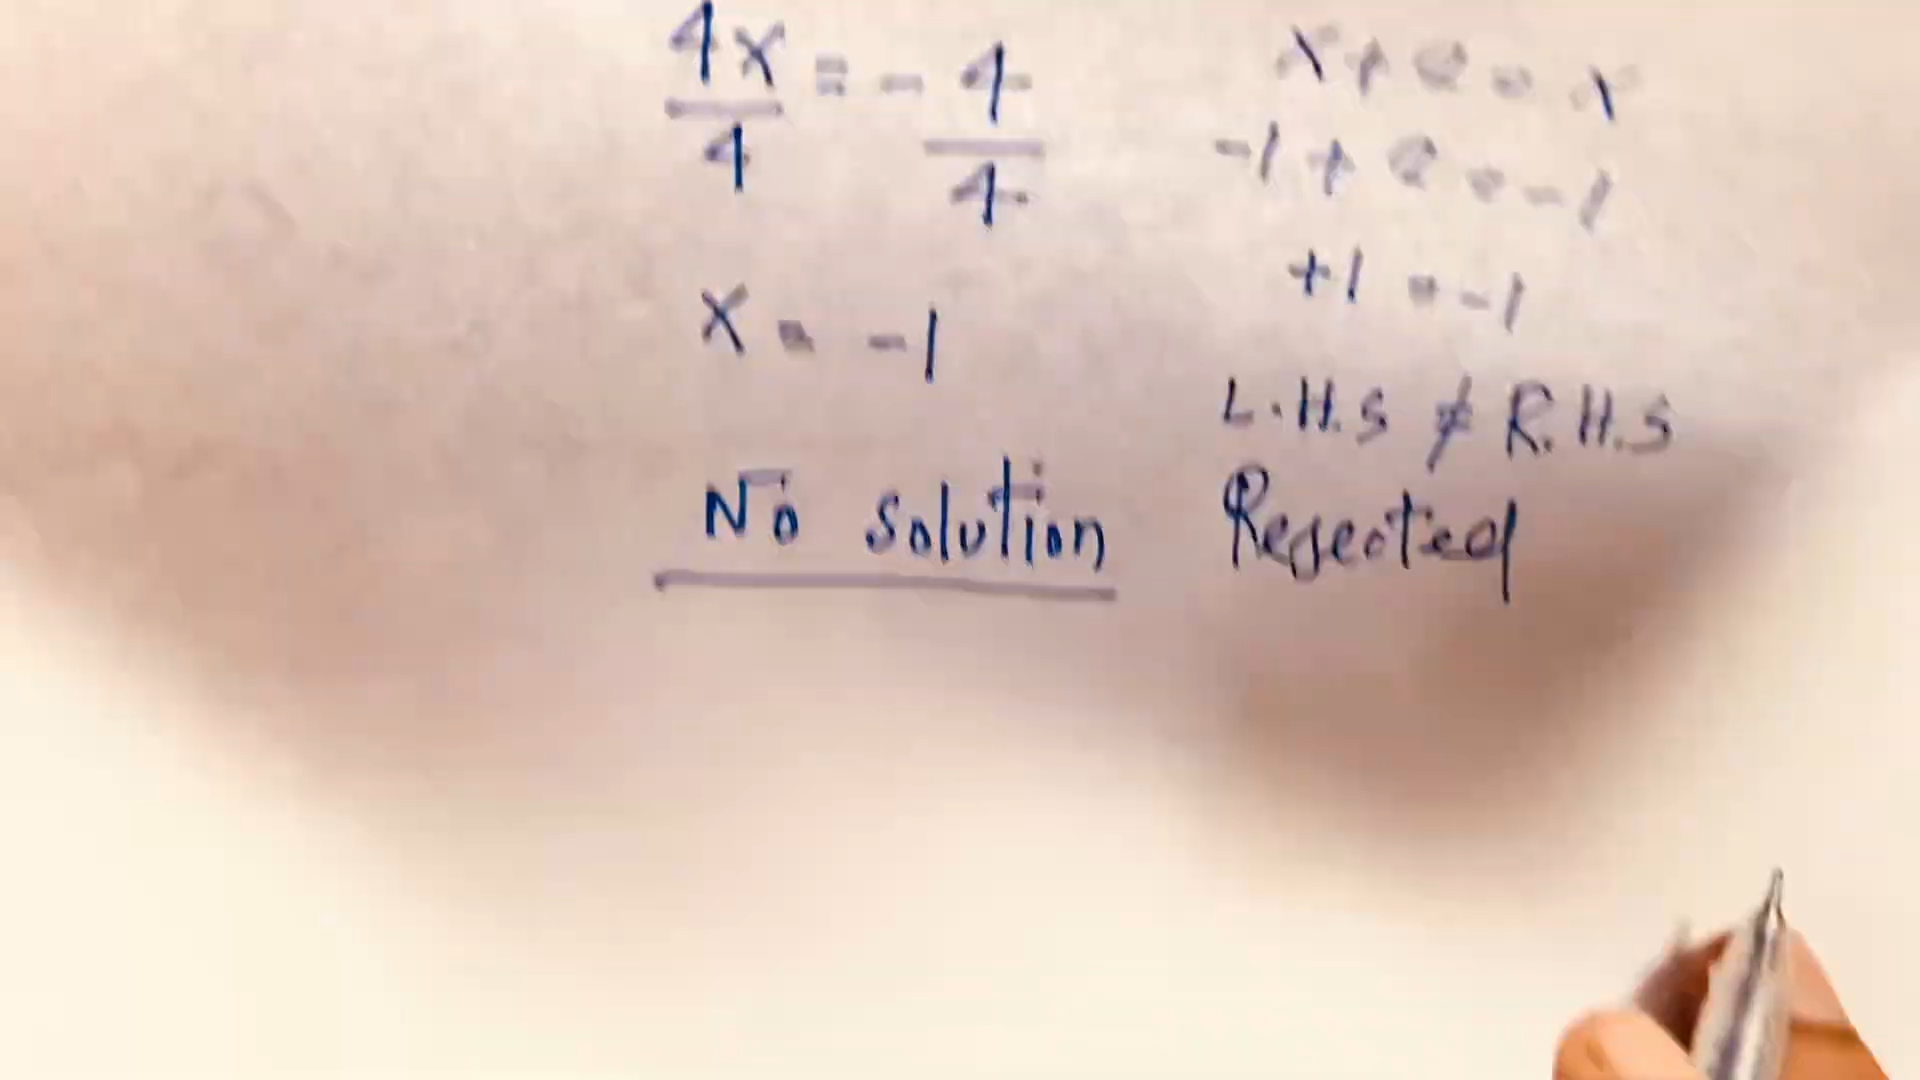 4x/4 = - 4/4
x = -1
No solution
x + 2 = x
-1 + 2 = -1
+1 = -1
L.H.S ≠ R.H.S
Rejected